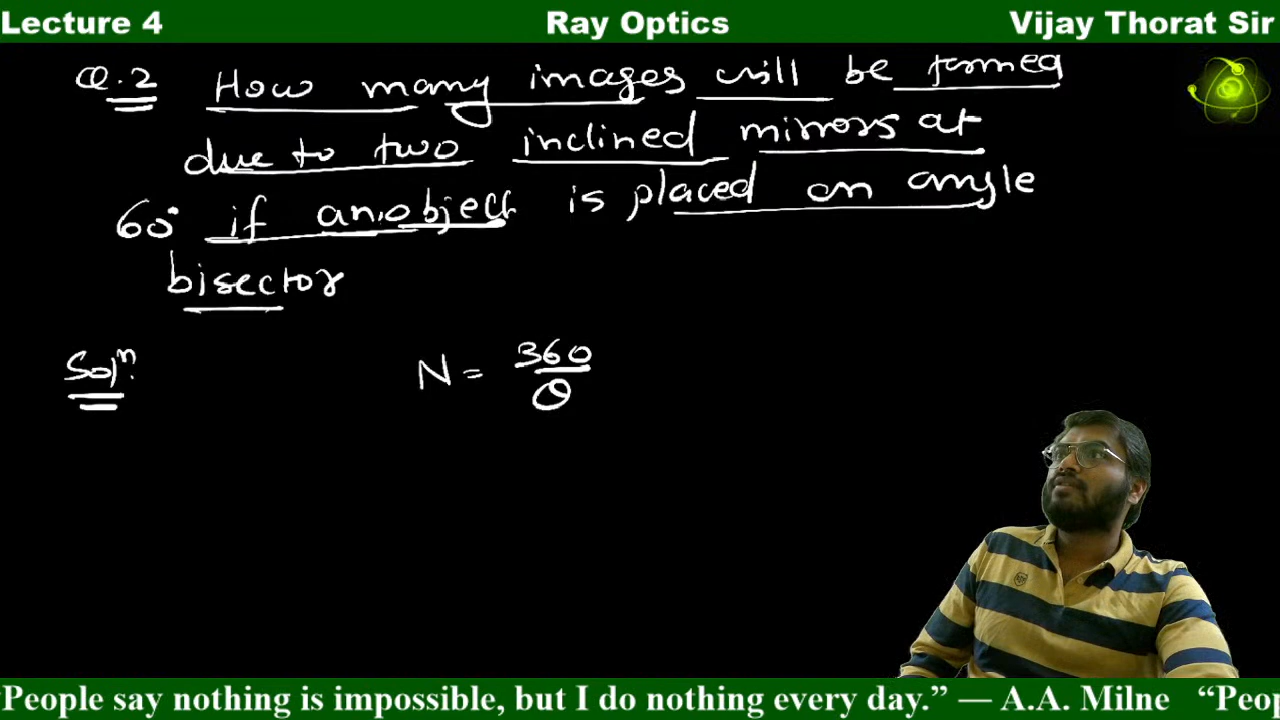 Lecture 4 Ray Optics Vijay Thorat Sir
Q.2 How many images will be formed
due to two inclined mirrors at
60° if an object is placed on angle
bisector
Solⁿ:
N = 360/θ
"People say nothing is impossible, but I do nothing every day.” — A.A. Milne “Peop